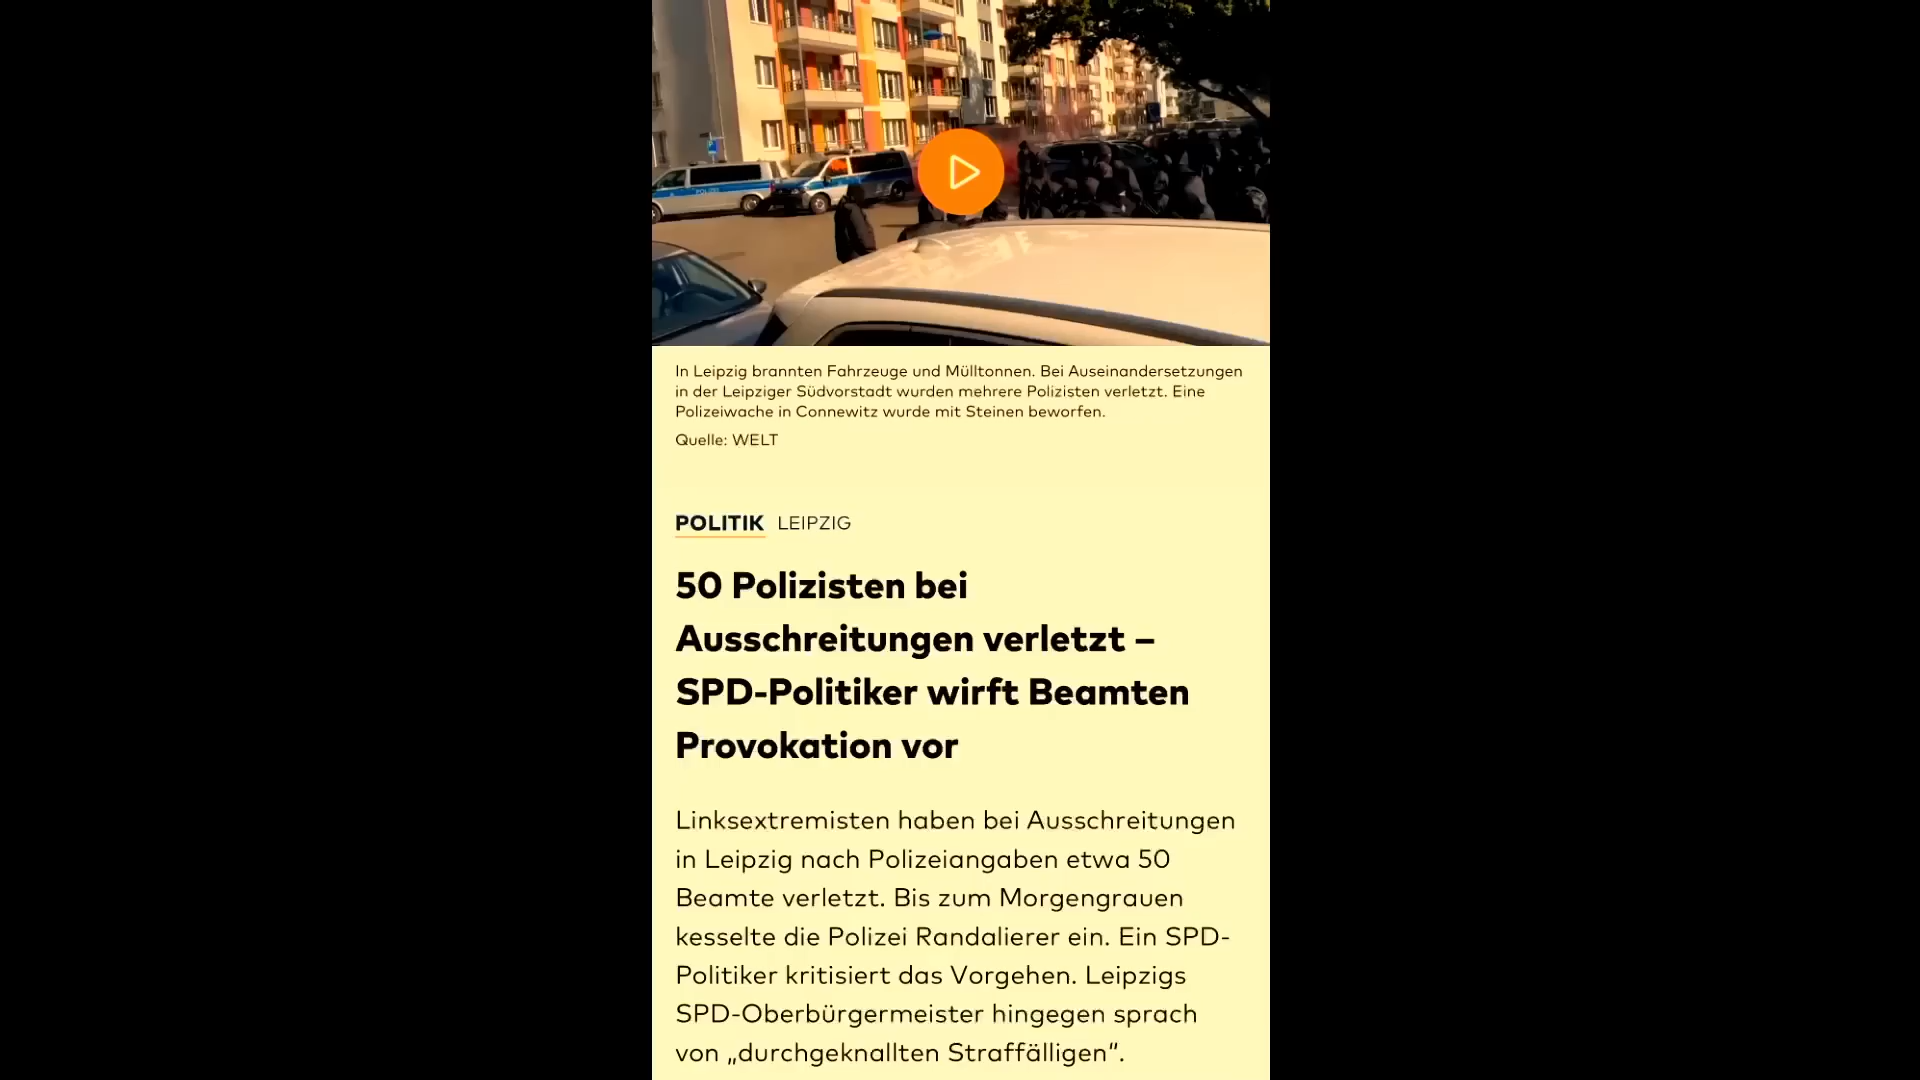 POLIZEI
In Leipzig brannten Fahrzeuge und Mülltonnen. Bei Auseinandersetzungen
in der Leipziger Südvorstadt wurden mehrere Polizisten verletzt. Eine
Polizeiwache in Connewitz wurde mit Steinen beworfen.
Quelle: WELT
POLITIK LEIPZIG
50 Polizisten bei
Ausschreitungen verletzt –
SPD-Politiker wirft Beamten
Provokation vor
Linksextremisten haben bei Ausschreitungen
in Leipzig nach Polizeiangaben etwa 50
Beamte verletzt. Bis zum Morgengrauen
kesselte die Polizei Randalierer ein. Ein SPD-
Politiker kritisiert das Vorgehen. Leipzigs
SPD-Oberbürgermeister hingegen sprach
von „durchgeknallten Straffälligen“.